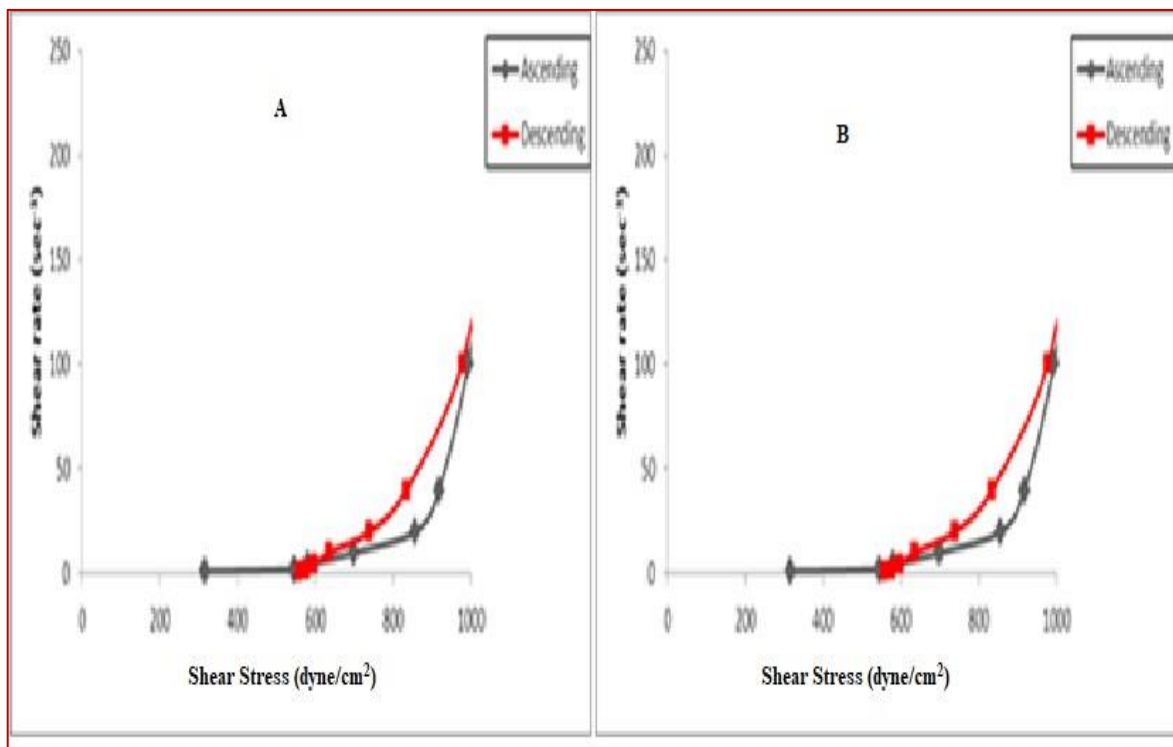 250
Ascending
Descending
A
200
150
100
50
0
Shear rate (sec⁻¹)
0 200 400 600 800 1000
Shear Stress (dyne/cm²)
250
Ascending
Descending
B
200
150
100
50
0
Shear rate (sec⁻¹)
0 200 400 600 800 1000
Shear Stress (dyne/cm²)